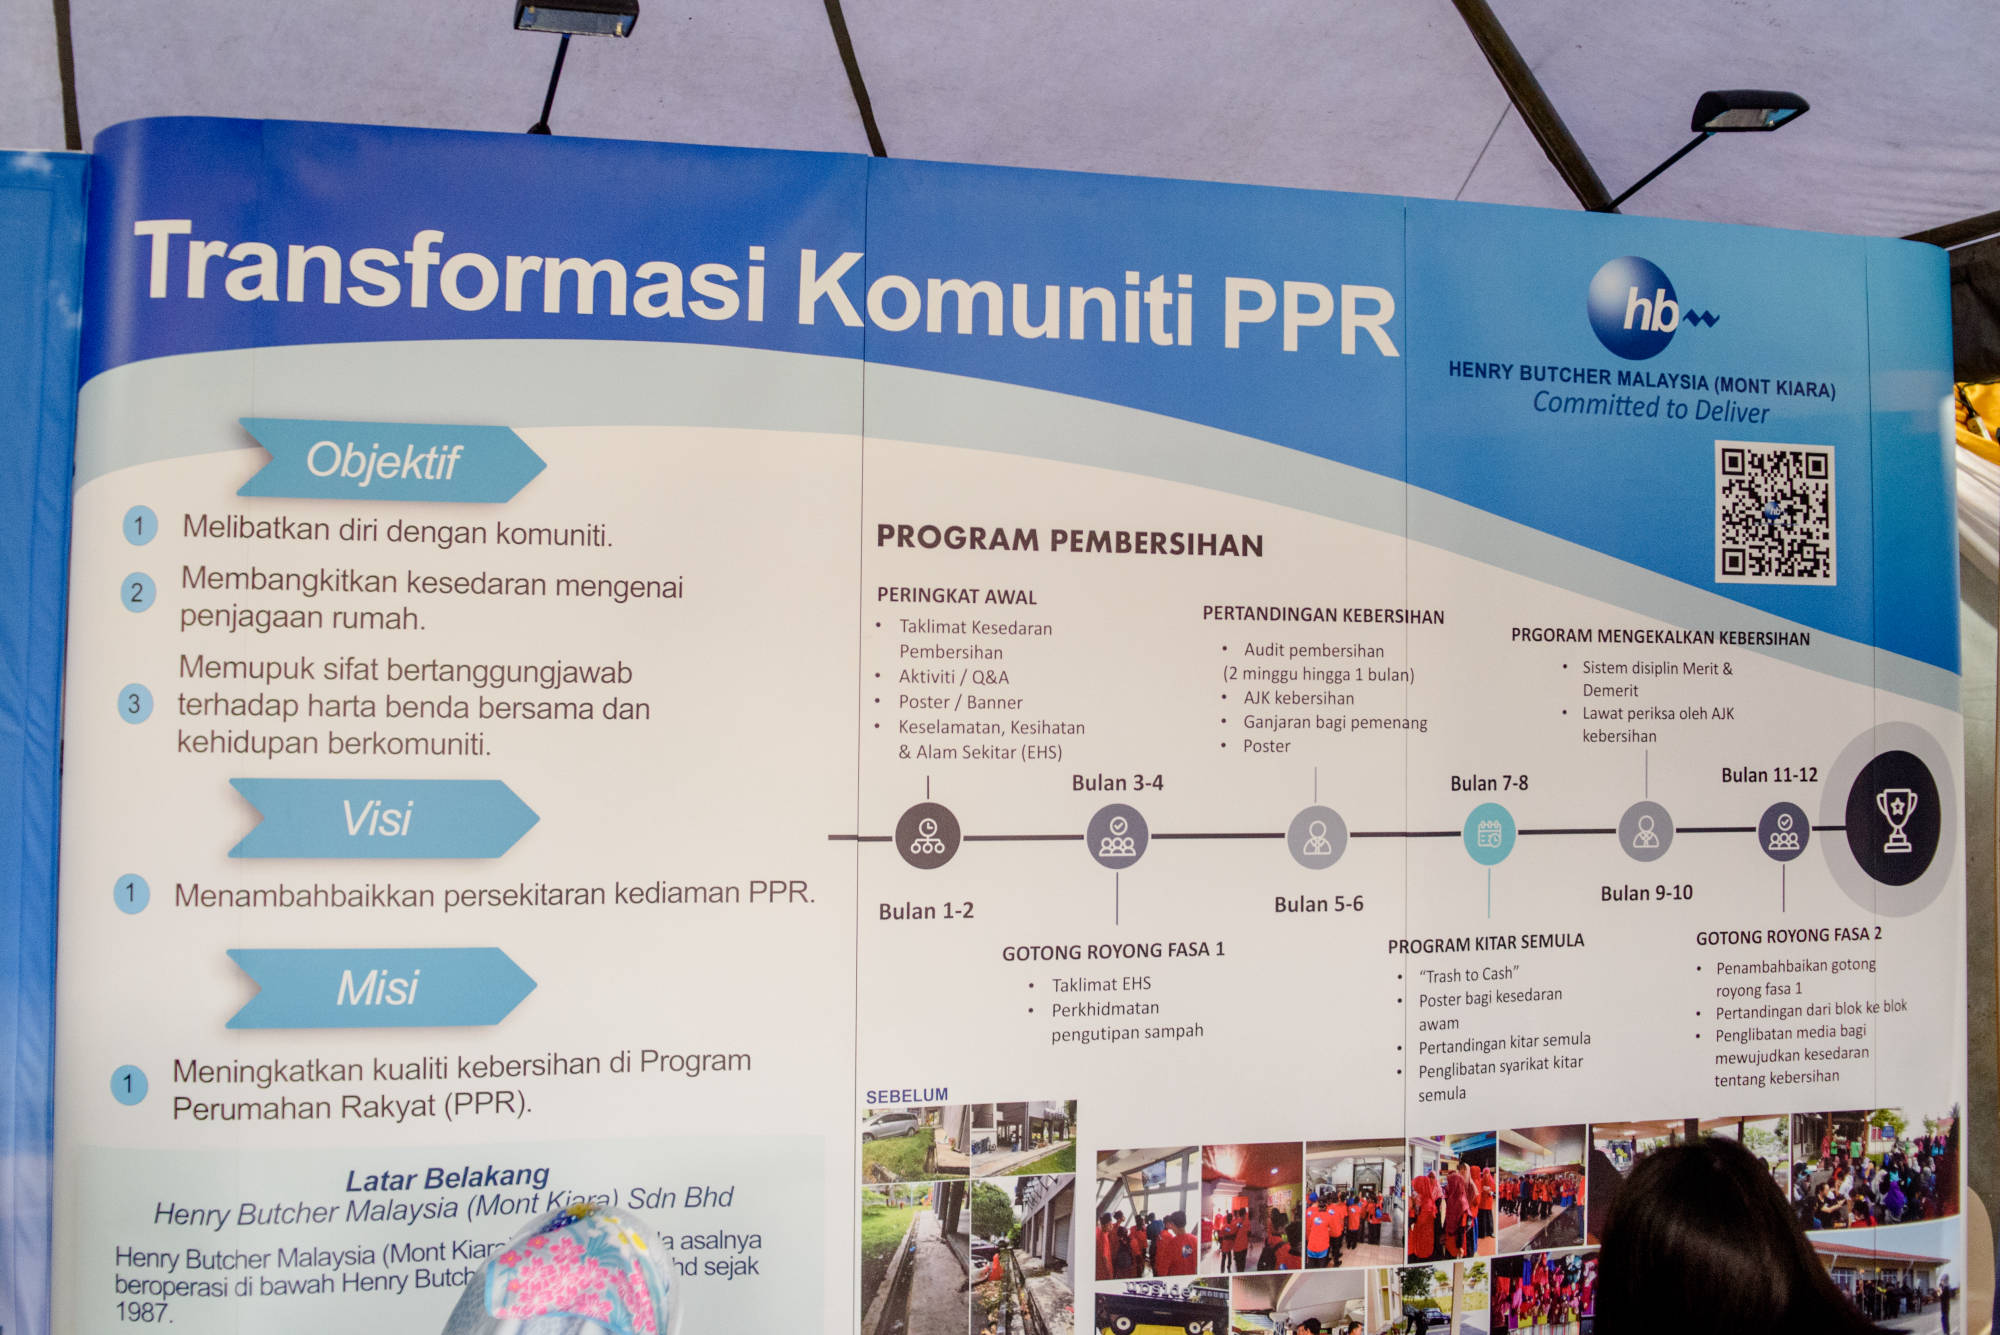 Transformasi Komuniti PPR
hb
HENRY BUTCHER MALAYSIA (MONT KIARA)
Committed to Deliver
hb
Objektif
1 Melibatkan diri dengan komuniti.
2 Membangkitkan kesedaran mengenai
penjagaan rumah.
3 Memupuk sifat bertanggungjawab
terhadap harta benda bersama dan
kehidupan berkomuniti.
Visi
1 Menambahbaikkan persekitaran kediaman PPR.
Misi
1 Meningkatkan kualiti kebersihan di Program
Perumahan Rakyat (PPR).
Latar Belakang
Henry Butcher Malaysia (Mont Kiara) Sdn Bhd
Henry Butcher Malaysia (Mont asalnya
beroperasi di bawah Henry sejak
1987.
PROGRAM PEMBERSIHAN
PERINGKAT AWAL
• Taklimat Kesedaran
Pembersihan
• Aktiviti / Q&A
• Poster / Banner
• Keselamatan, Kesihatan
& Alam Sekitar (EHS)
Bulan 1-2
Bulan 3-4
GOTONG ROYONG FASA 1
• Taklimat EHS
• Perkhidmatan
pengutipan sampah
PERTANDINGAN KEBERSIHAN
• Audit pembersihan
(2 minggu hingga 1 bulan)
• AJK kebersihan
• Ganjaran bagi pemenang
• Poster
Bulan 5-6
Bulan 7-8
PROGRAM KITAR SEMULA
• "Trash to Cash"
• Poster bagi kesedaran
awam
• Pertandingan kitar semula
• Penglibatan syarikat kitar
semula
PRGORAM MENGEKALKAN KEBERSIHAN
• Sistem disiplin Merit &
Demerit
• Lawat periksa oleh AJK
kebersihan
Bulan 9-10
Bulan 11-12
GOTONG ROYONG FASA 2
• Penambahbaikan gotong
royong fasa 1
• Pertandingan dari blok ke blok
• Penglibatan media bagi
mewujudkan kesedaran
tentang kebersihan
SEBELUM